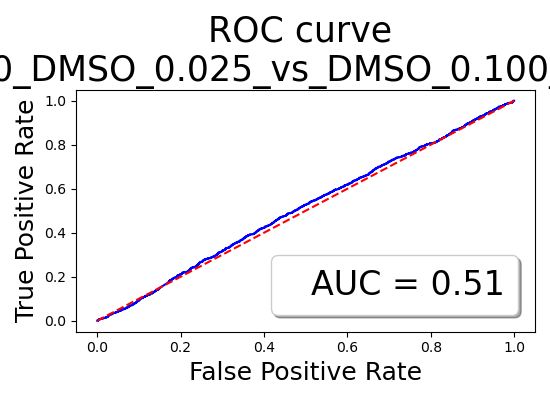 ROC curve
0_DMSO_0.025_vs_DMSO_0.100_
True Positive Rate
1.0
0.8
0.6
0.4
0.2
0.0
AUC = 0.51
0.0 0.2 0.4 0.6 0.8 1.0
False Positive Rate